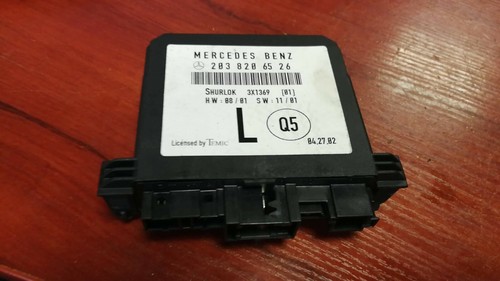 MERCEDES BENZ
203 820 65 26
SHURLOK 3X1369 [01]
HW:08/01 SW:11/01
L Q5
Licensed by TEMIC 04.27.02